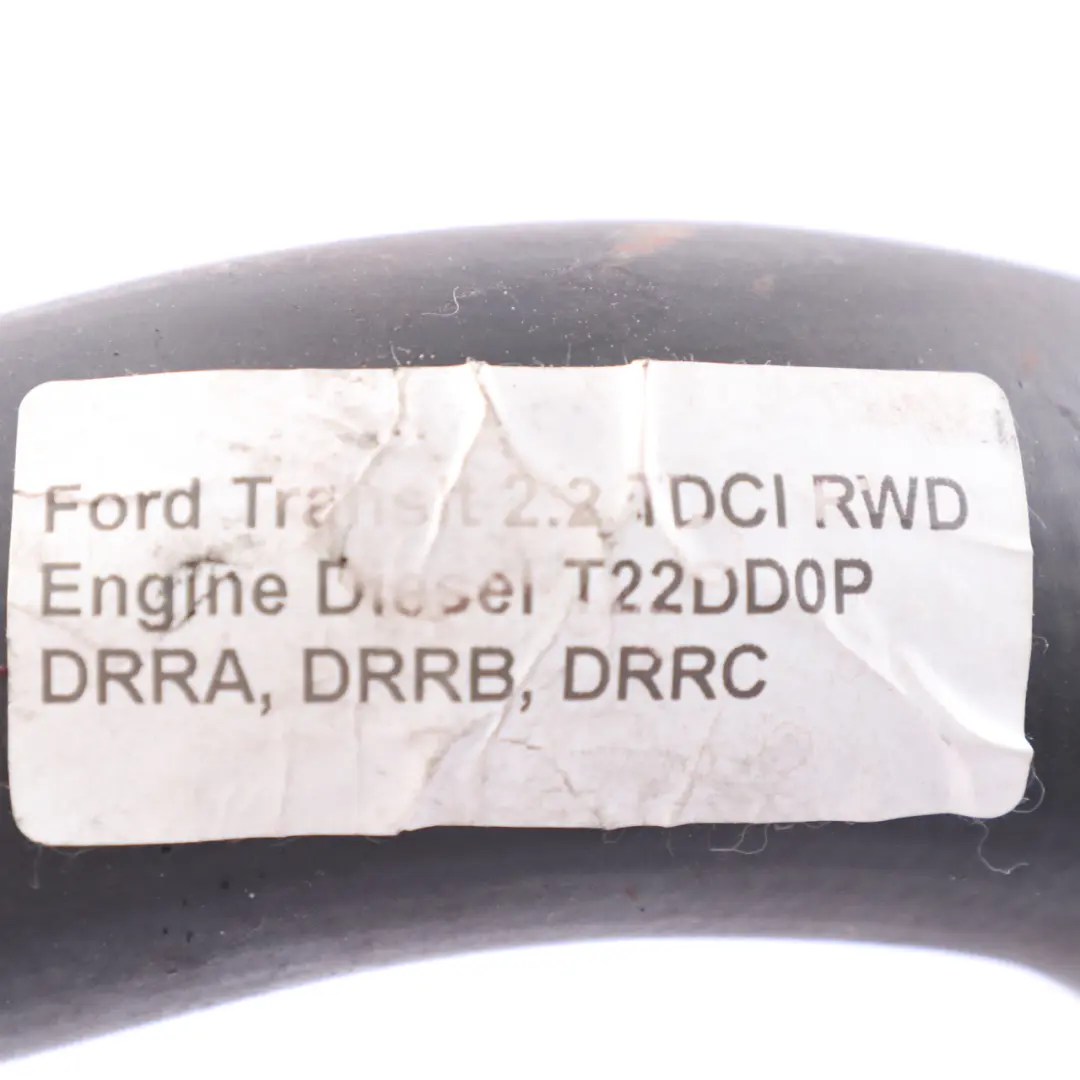 Ford Transit 2.2 TDCI RWD
Engine Diesel T22DD0P
DRRA, DRRB, DRRC